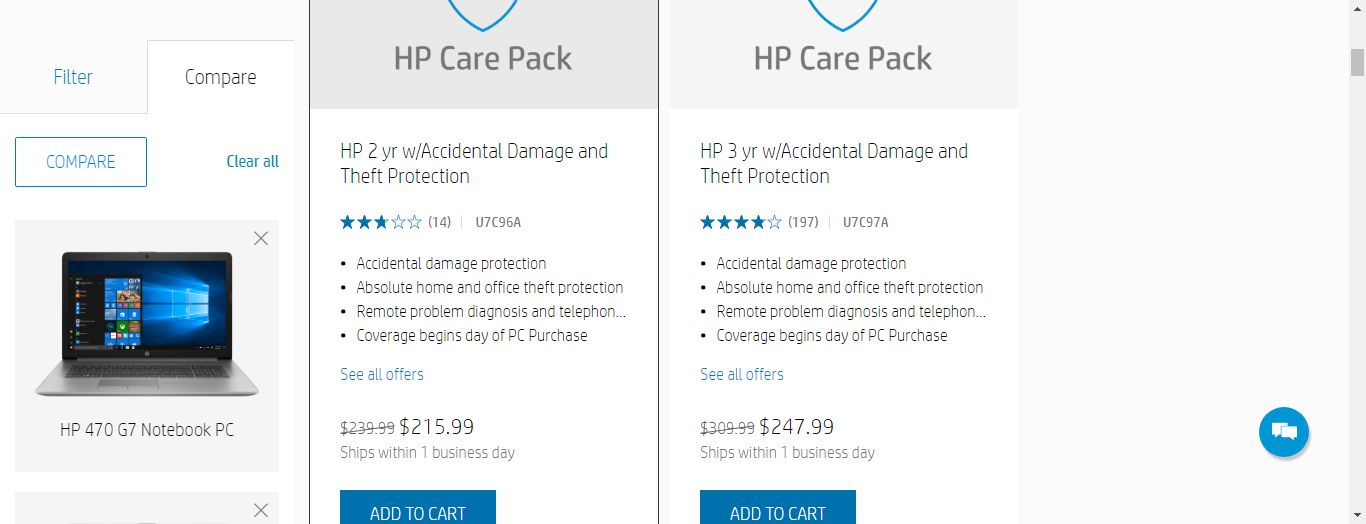 Filter
Compare
COMPARE
Clear all
HP 470 G7 Notebook PC
HP Care Pack
HP 2 yr w/Accidental Damage and
Theft Protection
(14)
U7C96A
• Accidental damage protection
• Absolute home and office theft protection
• Remote problem diagnosis and telephon...
• Coverage begins day of PC Purchase
See all offers
$239.99 $215.99
Ships within 1 business day
ADD TO CART
HP Care Pack
HP 3 yr w/Accidental Damage and
Theft Protection
(197)
U7C97A
• Accidental damage protection
• Absolute home and office theft protection
• Remote problem diagnosis and telephon...
• Coverage begins day of PC Purchase
See all offers
$309.99 $247.99
Ships within 1 business day
ADD TO CART